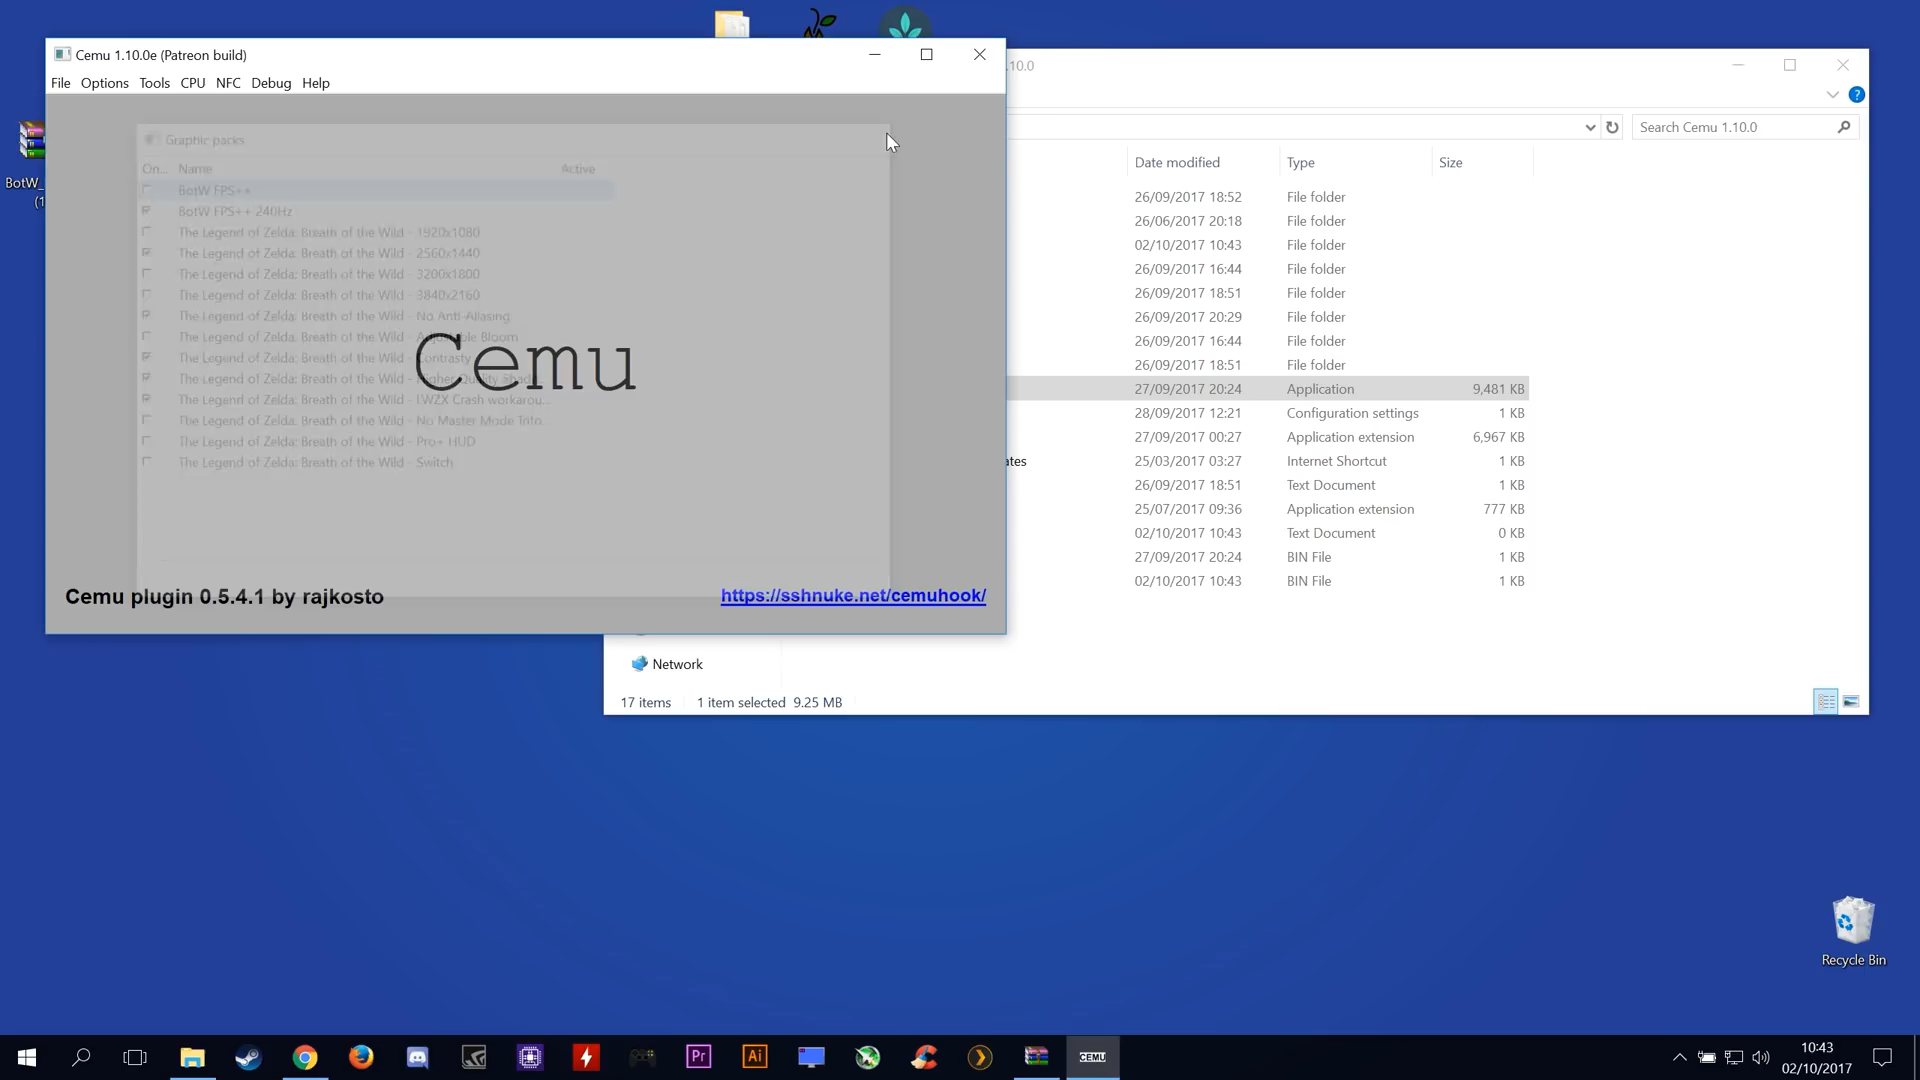 Cemu 1.10.0e (Patreon build)
File Options Tools CPU NFC Debug Help
Graphic packs
On... Name Active
BotW FPS++
BotW FPS++ 240Hz
The Legend of Zelda: Breath of the Wild - 1920x1080
The Legend of Zelda: Breath of the Wild - 2560x1440
The Legend of Zelda: Breath of the Wild - 3200x1800
The Legend of Zelda: Breath of the Wild - 3840x2160
The Legend of Zelda: Breath of the Wild - No Anti-Aliasing
The Legend of Zelda: Breath of the Wild - Adjustable Bloom
The Legend of Zelda: Breath of the Wild - Contrasty
The Legend of Zelda: Breath of the Wild - Higher Quality Shad...
The Legend of Zelda: Breath of the Wild - LWZX Crash workarou...
The Legend of Zelda: Breath of the Wild - No Master Mode Trifo...
The Legend of Zelda: Breath of the Wild - Pro+ HUD
The Legend of Zelda: Breath of the Wild - Switch
Cemu
Cemu plugin 0.5.4.1 by rajkosto
https://sshnuke.net/cemuhook/
BotW_
(1
.10.0
?
Search Cemu 1.10.0
Date modified Type Size
26/09/2017 18:52 File folder
26/06/2017 20:18 File folder
02/10/2017 10:43 File folder
26/09/2017 16:44 File folder
26/09/2017 18:51 File folder
26/09/2017 20:29 File folder
26/09/2017 16:44 File folder
26/09/2017 18:51 File folder
27/09/2017 20:24 Application 9,481 KB
28/09/2017 12:21 Configuration settings 1 KB
27/09/2017 00:27 Application extension 6,967 KB
ates 25/03/2017 03:27 Internet Shortcut 1 KB
26/09/2017 18:51 Text Document 1 KB
25/07/2017 09:36 Application extension 777 KB
02/10/2017 10:43 Text Document 0 KB
27/09/2017 20:24 BIN File 1 KB
02/10/2017 10:43 BIN File 1 KB
Network
17 items 1 item selected 9.25 MB
Recycle Bin
Pr
Ai
CEMU
10:43
02/10/2017